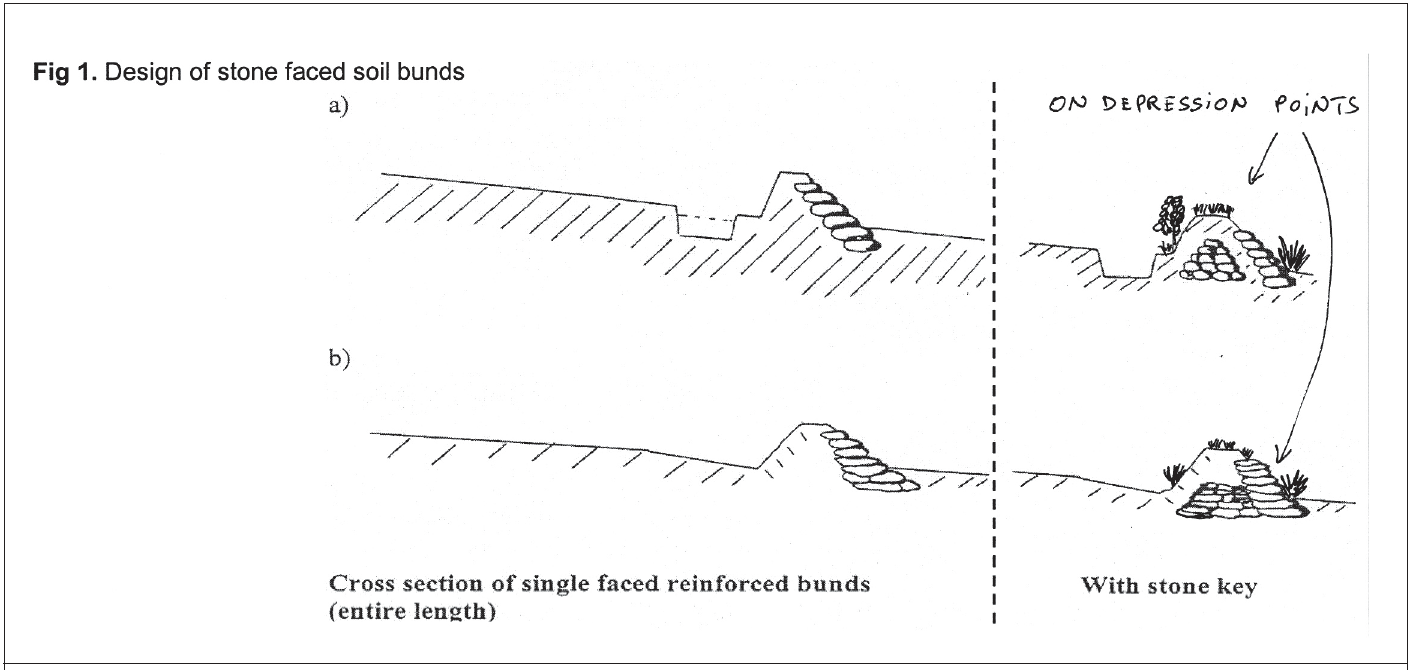 Fig 1. Design of stone faced soil bunds
a)
ON DEPRESSION POINTS
b)
Cross section of single faced reinforced bunds
(entire length)
With stone key